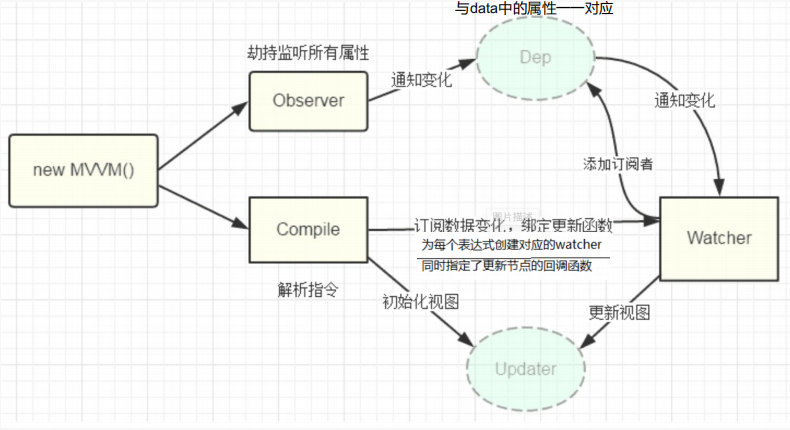 与data中的属性一一对应
劫持监听所有属性
Dep
Observer
通知变化
通知变化
new MVVM()
添加订阅者
Compile
图片描述
订阅数据变化，绑定更新函数
为每个表达式创建对应的watcher
同时指定了更新节点的回调函数
Watcher
解析指令
初始化视图
更新视图
Updater